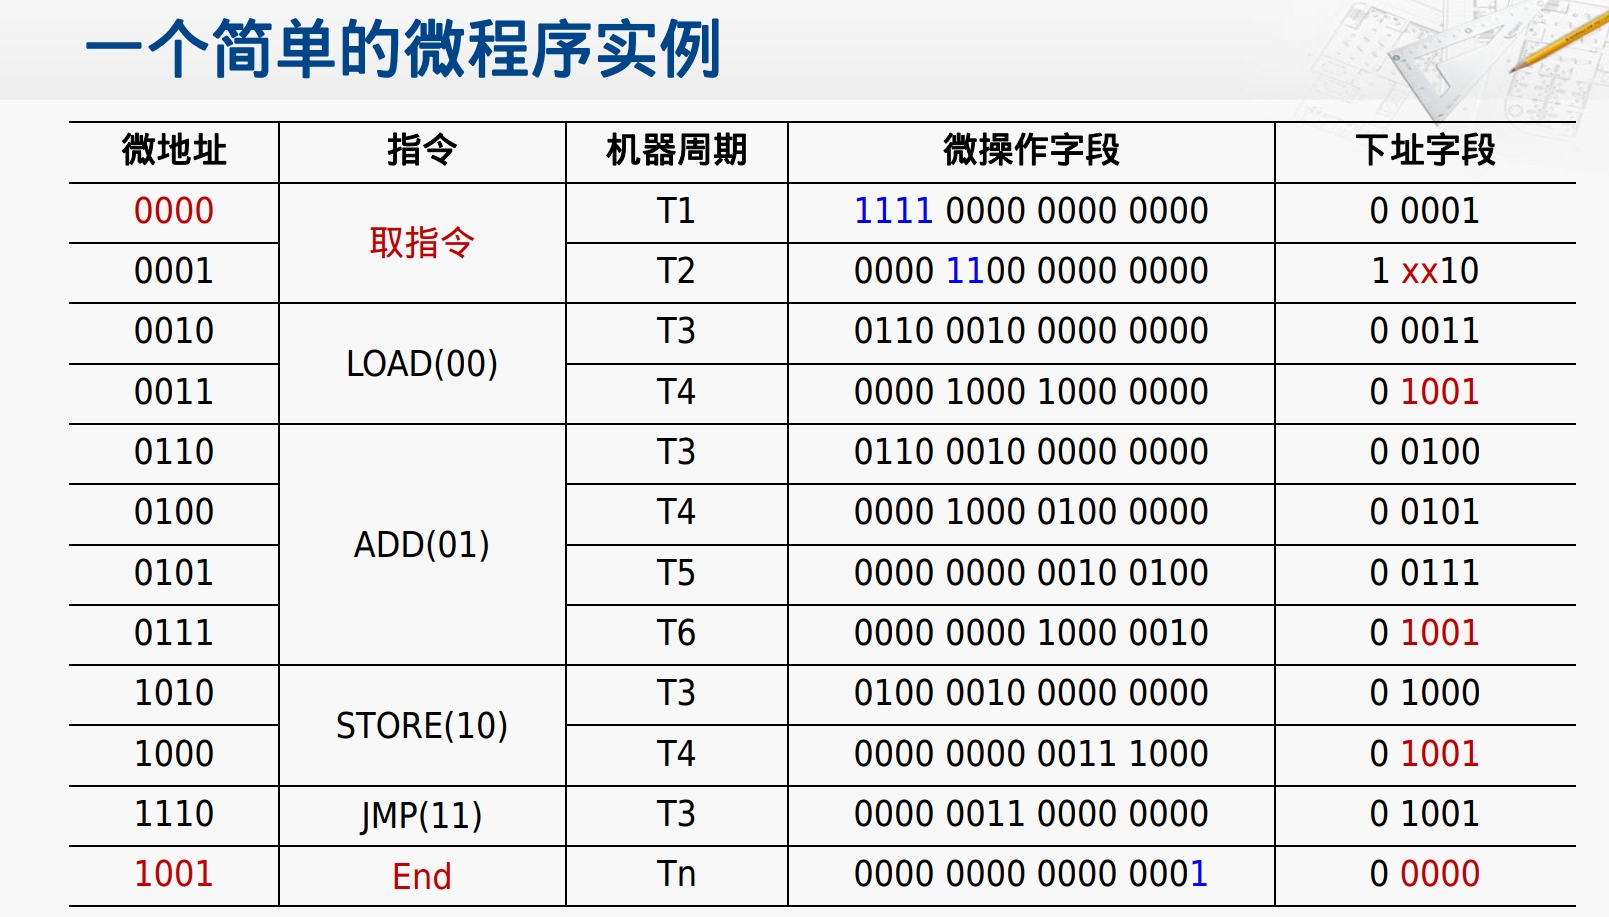 一个简单的微程序实例
微地址 指令 机器周期 微操作字段 下址字段
0000 取指令 T1 1111 0000 0000 0000 0 0001
0001 T2 0000 1100 0000 0000 1 xx10
0010 LOAD(00) T3 0110 0010 0000 0000 0 0011
0011 T4 0000 1000 1000 0000 0 1001
0110 ADD(01) T3 0110 0010 0000 0000 0 0100
0100 T4 0000 1000 0100 0000 0 0101
0101 T5 0000 0000 0010 0100 0 0111
0111 T6 0000 0000 1000 0010 0 1001
1010 STORE(10) T3 0100 0010 0000 0000 0 1000
1000 T4 0000 0000 0011 1000 0 1001
1110 JMP(11) T3 0000 0011 0000 0000 0 1001
1001 End Tn 0000 0000 0000 0001 0 0000